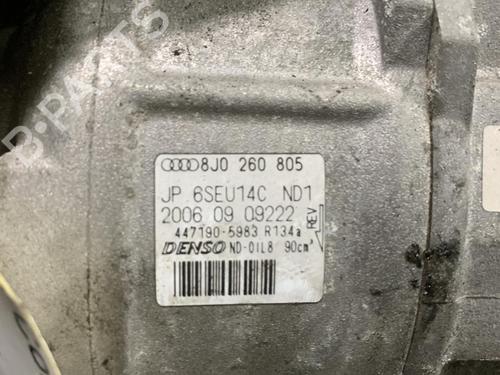 B-PARTS
8J0 260 805
JP 6SEU14C ND1
2006 09 09222
REV
447190-5983 R134a
DENSO ND-OIL8 90cm³